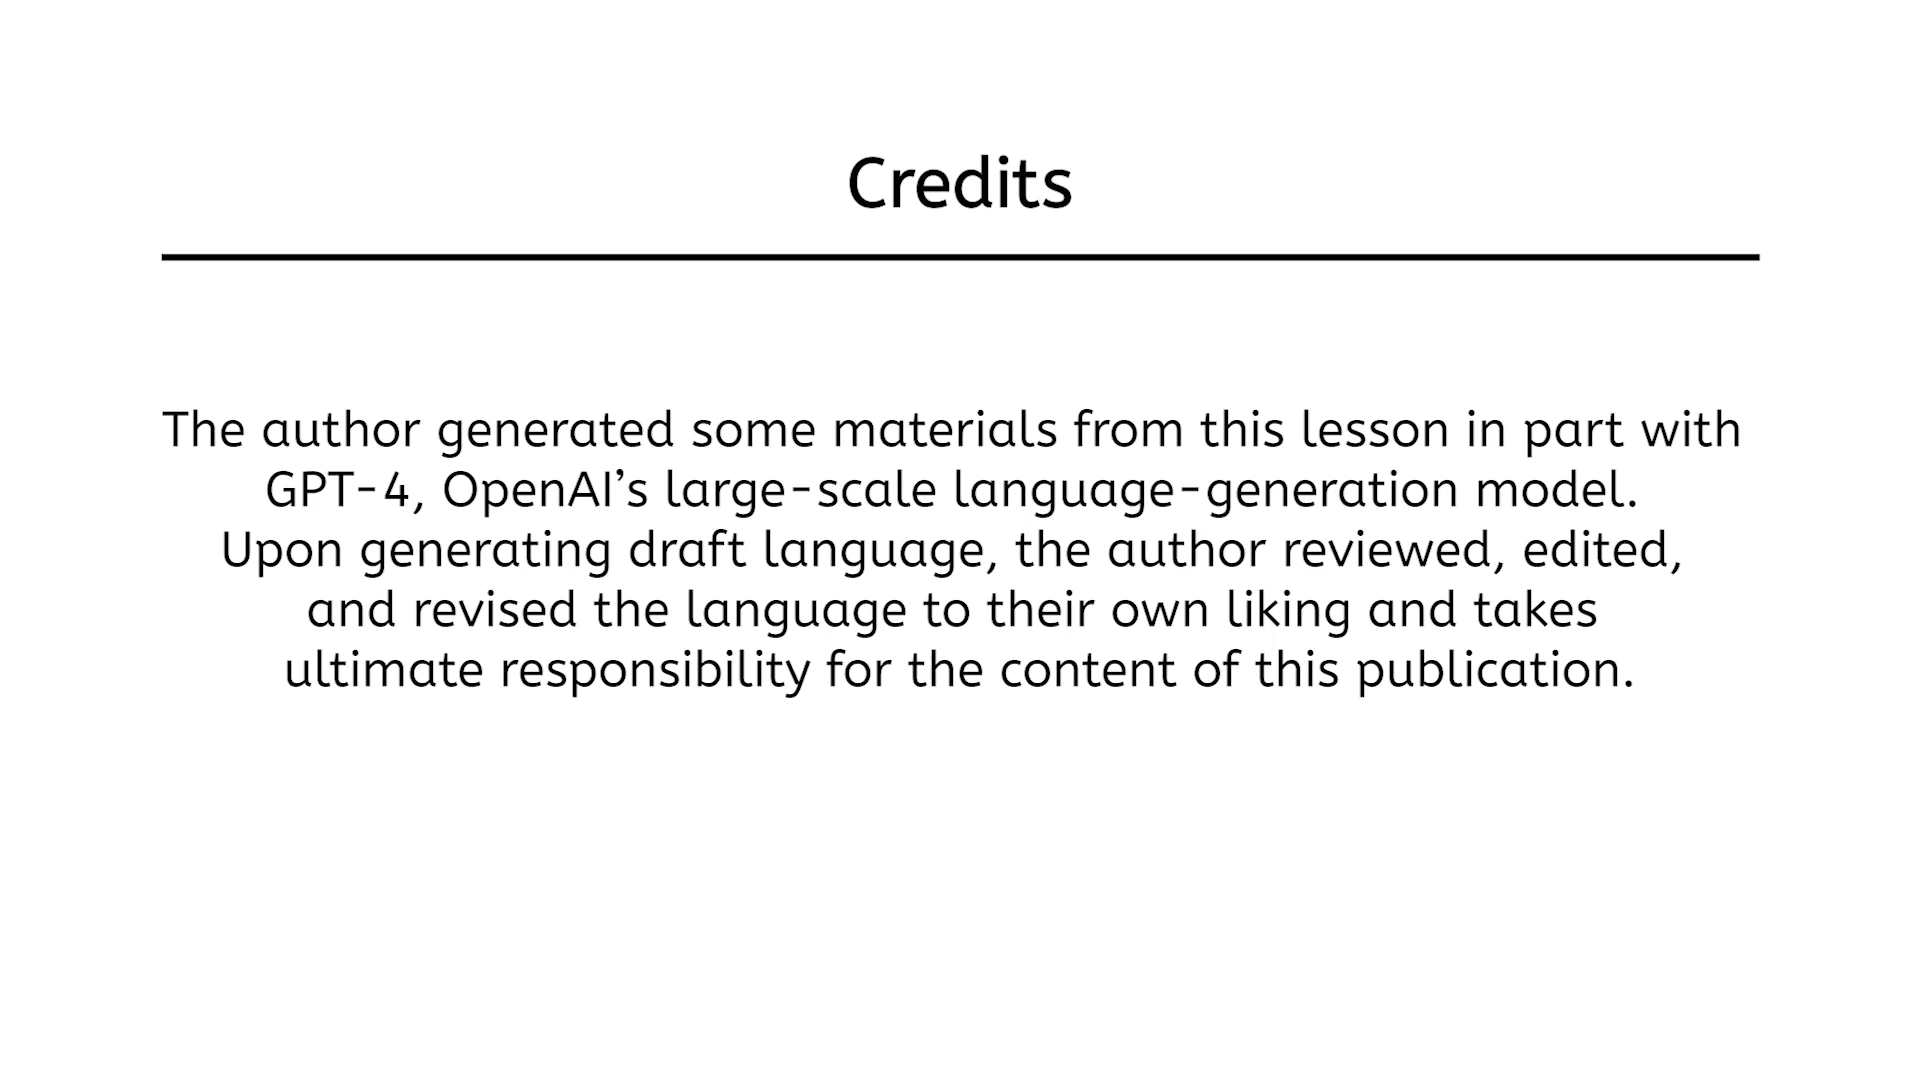 Credits
The author generated some materials from this lesson in part with
GPT-4, OpenAI’s large-scale language-generation model.
Upon generating draft language, the author reviewed, edited,
and revised the language to their own liking and takes
ultimate responsibility for the content of this publication.